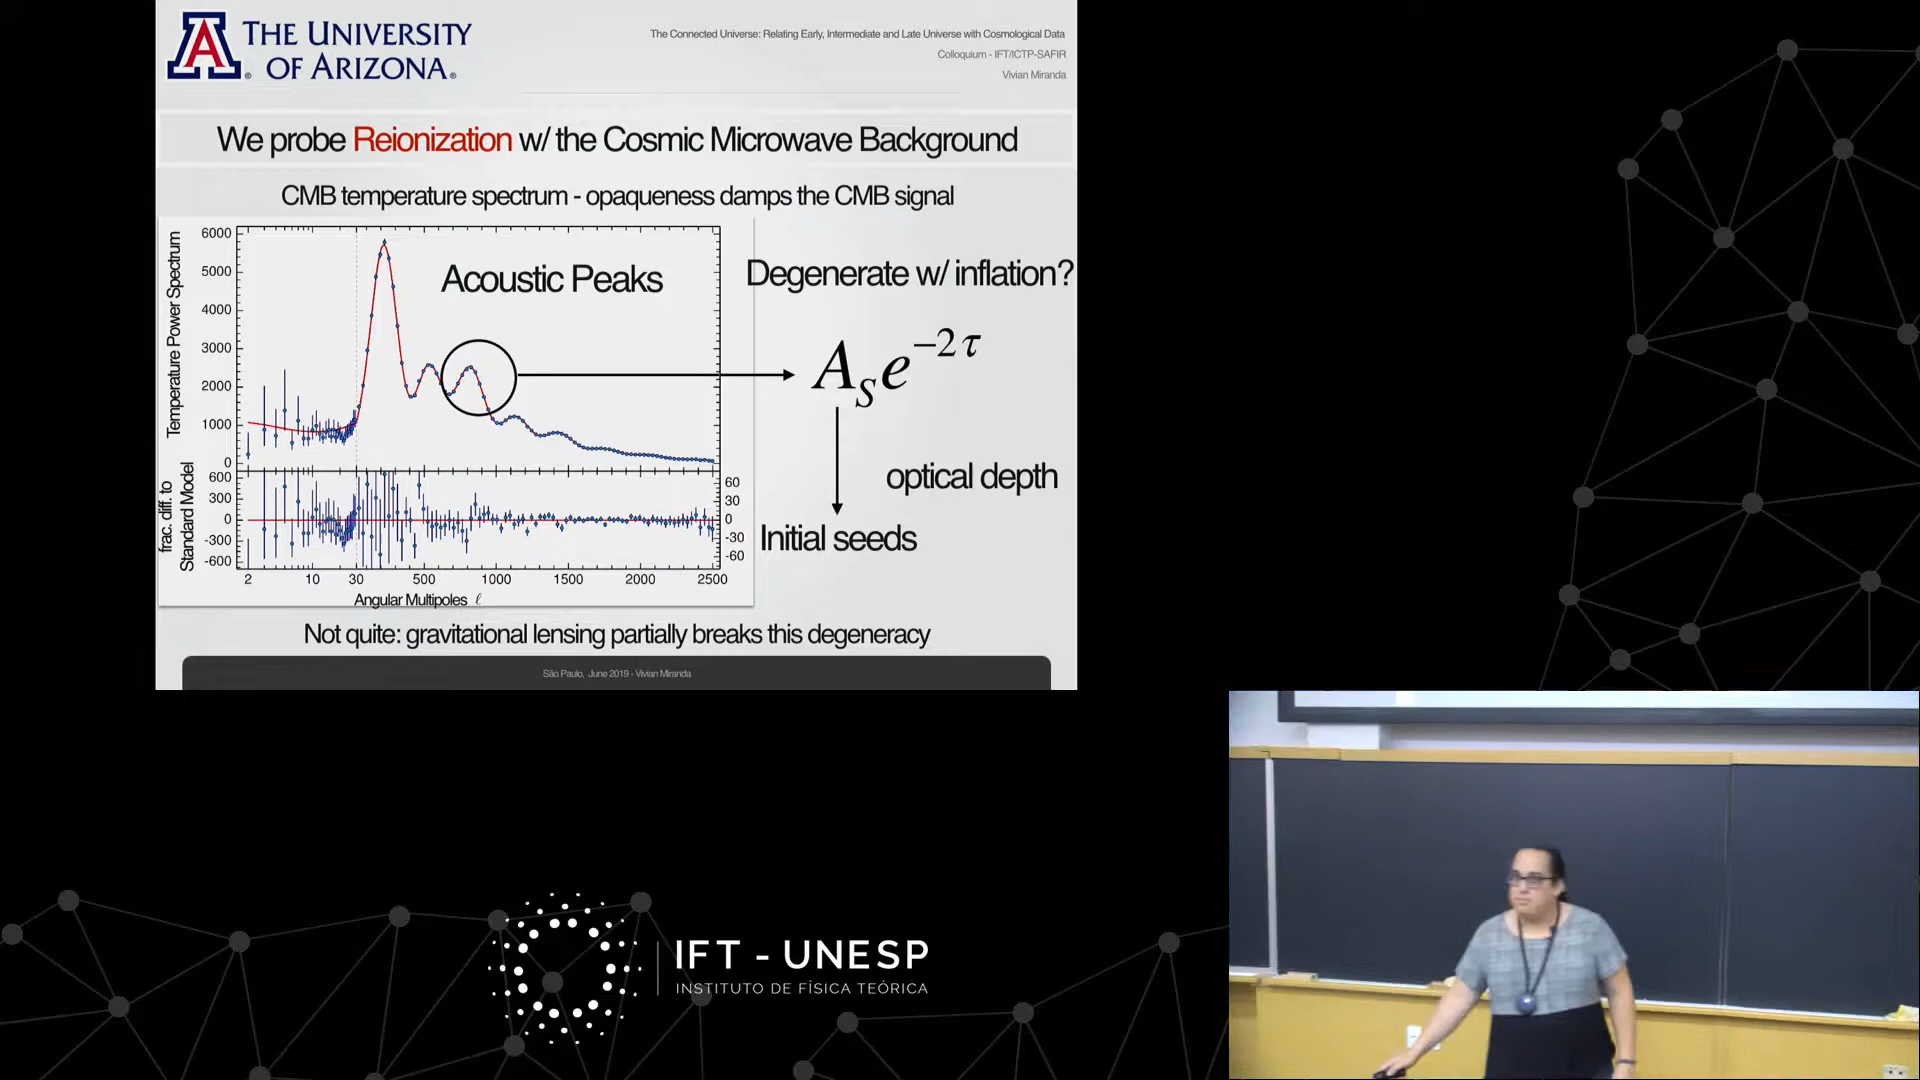 THE UNIVERSITY
OF ARIZONA®
The Connected Universe: Relating Early, Intermediate and Late Universe with Cosmological Data
Colloquium - IFT/ICTP-SAFIR
Vivian Miranda
We probe Reionization w/ the Cosmic Microwave Background
CMB temperature spectrum - opaqueness damps the CMB signal
Temperature Power Spectrum
6000
5000
4000
3000
2000
1000
0
Acoustic Peaks
Degenerate w/ inflation?
A_S e^{-2τ}
optical depth
Initial seeds
frac. diff. to
Standard Model
600
300
0
-300
-600
60
30
0
-30
-60
2 10 30 500 1000 1500 2000 2500
Angular Multipoles ℓ
Not quite: gravitational lensing partially breaks this degeneracy
São Paulo, June 2019 - Vivian Miranda
IFT - UNESP
INSTITUTO DE FÍSICA TEÓRICA